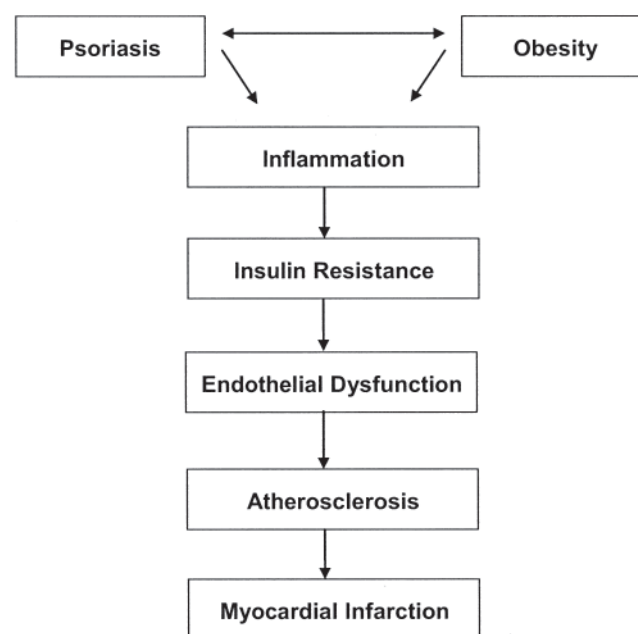 Psoriasis
Obesity
Inflammation
Insulin Resistance
Endothelial Dysfunction
Atherosclerosis
Myocardial Infarction